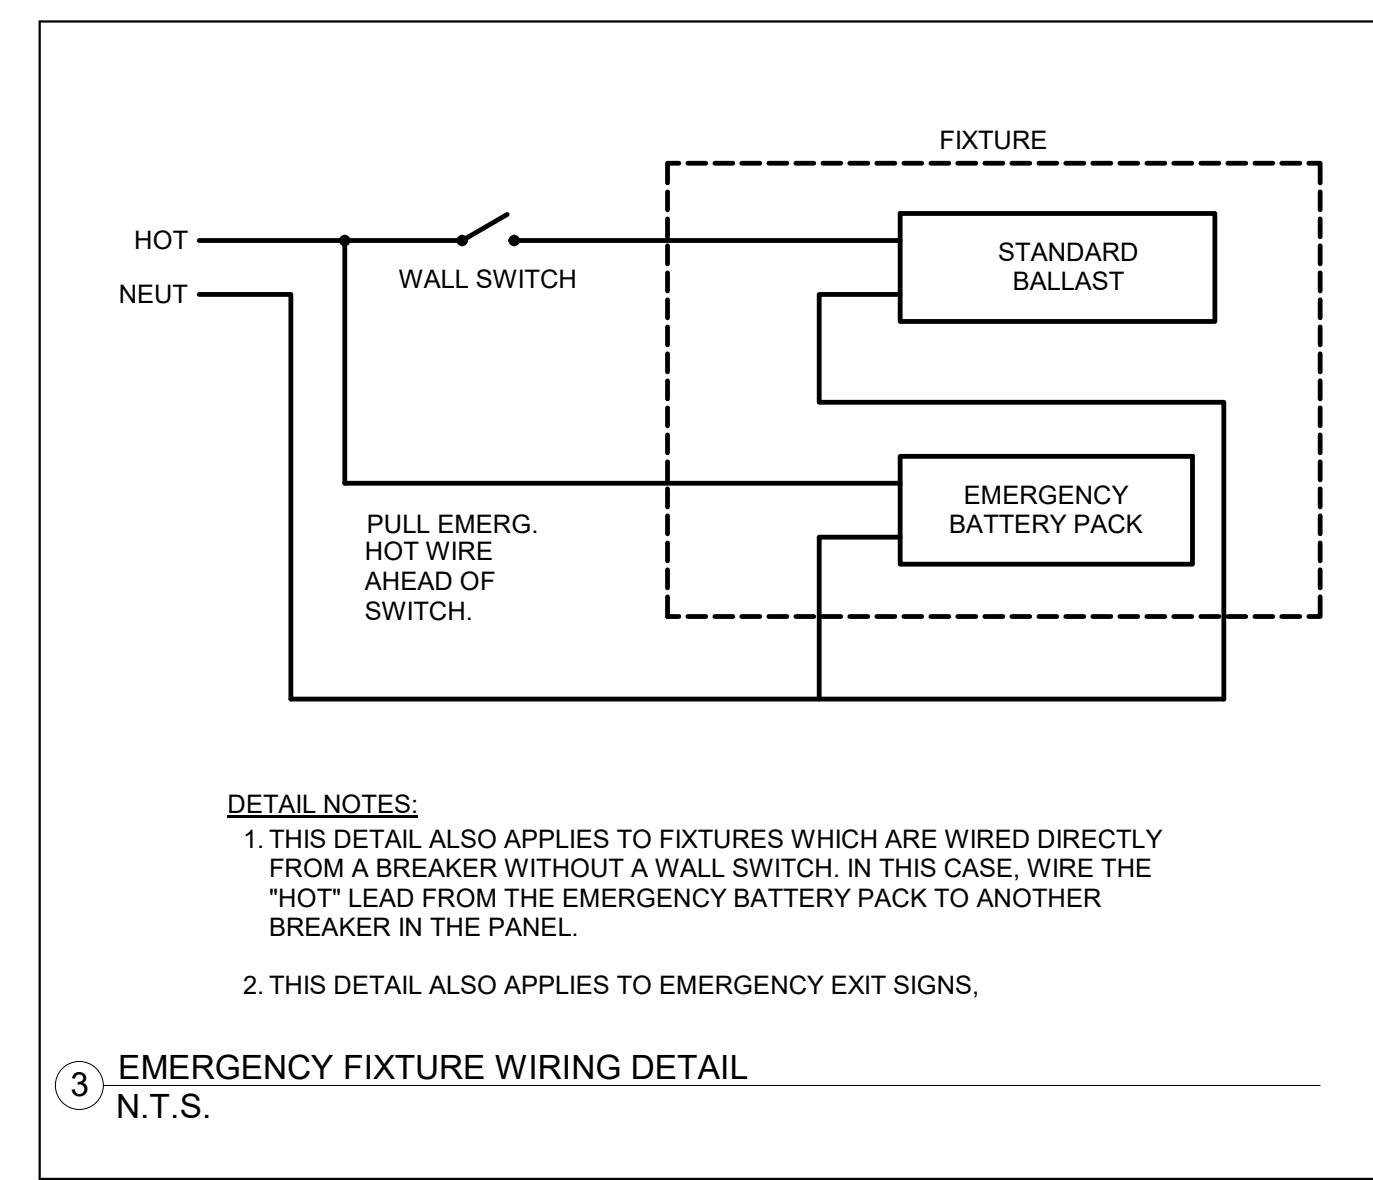 FIXTURE
HOT
NEUT
WALL SWITCH
STANDARD
BALLAST
EMERGENCY
BATTERY PACK
PULL EMERG.
HOT WIRE
AHEAD OF
SWITCH.
DETAIL NOTES:
1. THIS DETAIL ALSO APPLIES TO FIXTURES WHICH ARE WIRED DIRECTLY
FROM A BREAKER WITHOUT A WALL SWITCH. IN THIS CASE, WIRE THE
"HOT" LEAD FROM THE EMERGENCY BATTERY PACK TO ANOTHER
BREAKER IN THE PANEL.
2. THIS DETAIL ALSO APPLIES TO EMERGENCY EXIT SIGNS,
3 EMERGENCY FIXTURE WIRING DETAIL
N.T.S.